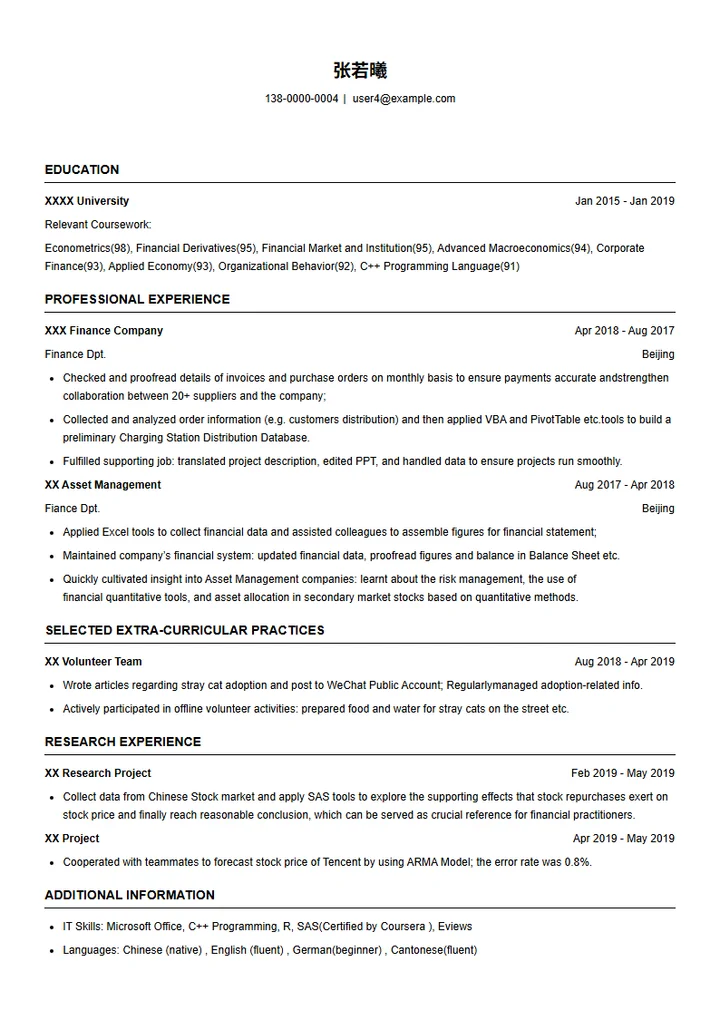 张若曦
138-0000-0004 | user4@example.com
EDUCATION
XXXX University Jan 2015 - Jan 2019
Relevant Coursework:
Econometrics(98), Financial Derivatives(95), Financial Market and Institution(95), Advanced Macroeconomics(94), Corporate
Finance(93), Applied Economy(93), Organizational Behavior(92), C++ Programming Language(91)
PROFESSIONAL EXPERIENCE
XXX Finance Company Apr 2018 - Aug 2017
Finance Dpt. Beijing
• Checked and proofread details of invoices and purchase orders on monthly basis to ensure payments accurate andstrengthen
collaboration between 20+ suppliers and the company;
• Collected and analyzed order information (e.g. customers distribution) and then applied VBA and PivotTable etc.tools to build a
preliminary Charging Station Distribution Database.
• Fulfilled supporting job: translated project description, edited PPT, and handled data to ensure projects run smoothly.
XX Asset Management Aug 2017 - Apr 2018
Fiance Dpt. Beijing
• Applied Excel tools to collect financial data and assisted colleagues to assemble figures for financial statement;
• Maintained company's financial system: updated financial data, proofread figures and balance in Balance Sheet etc.
• Quickly cultivated insight into Asset Management companies: learnt about the risk management, the use of
financial quantitative tools, and asset allocation in secondary market stocks based on quantitative methods.
SELECTED EXTRA-CURRICULAR PRACTICES
XX Volunteer Team Aug 2018 - Apr 2019
• Wrote articles regarding stray cat adoption and post to WeChat Public Account; Regularlymanaged adoption-related info.
• Actively participated in offline volunteer activities: prepared food and water for stray cats on the street etc.
RESEARCH EXPERIENCE
XX Research Project Feb 2019 - May 2019
• Collect data from Chinese Stock market and apply SAS tools to explore the supporting effects that stock repurchases exert on
stock price and finally reach reasonable conclusion, which can be served as crucial reference for financial practitioners.
XX Project Apr 2019 - May 2019
• Cooperated with teammates to forecast stock price of Tencent by using ARMA Model; the error rate was 0.8%.
ADDITIONAL INFORMATION
• IT Skills: Microsoft Office, C++ Programming, R, SAS(Certified by Coursera ), Eviews
• Languages: Chinese (native) , English (fluent) , German(beginner) , Cantonese(fluent)